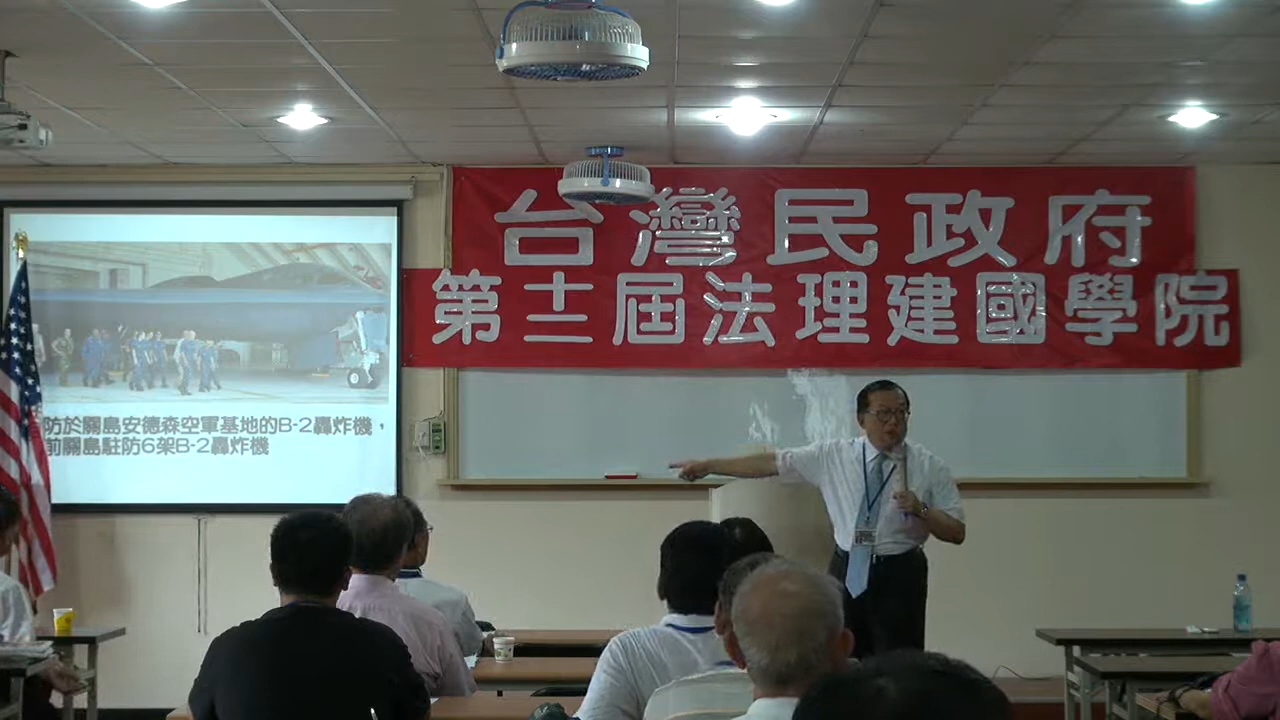 台灣民政府
第十二屆法理建國學院
防於關島安德森空軍基地的B-2轟炸機，
前關島駐防6架B-2轟炸機